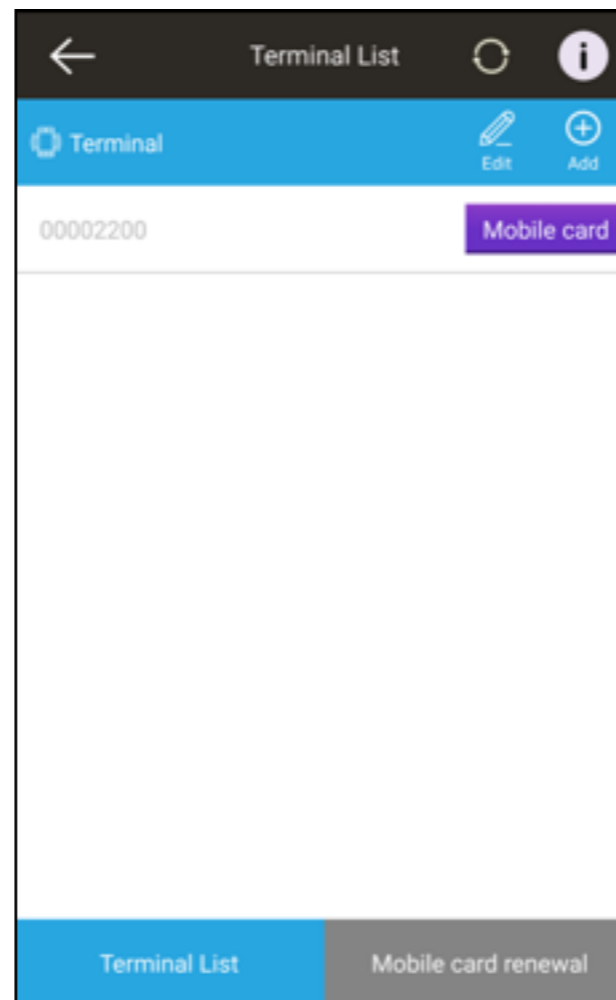 Terminal List
i
Terminal
Edit
Add
00002200
Mobile card
Terminal List
Mobile card renewal